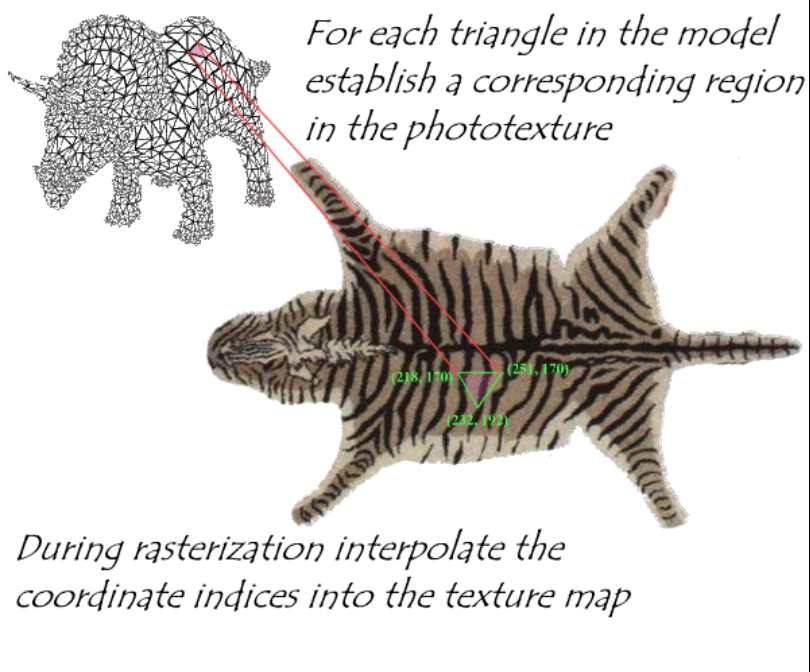 For each triangle in the model
establish a corresponding region
in the phototexture
(218, 170)
(251, 170)
(232, 192)
During rasterization interpolate the
coordinate indices into the texture map